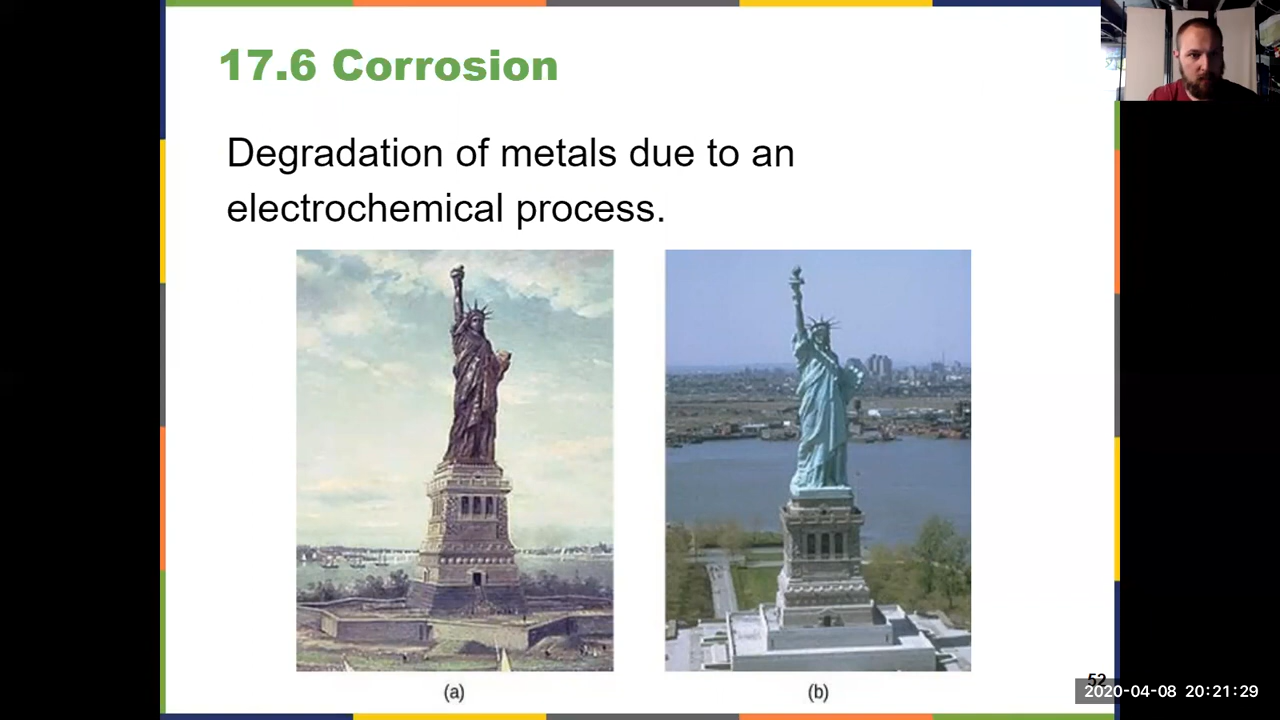 17.6 Corrosion
Degradation of metals due to an
electrochemical process.
(a)
(b)
52
2020-04-08 20:21:29